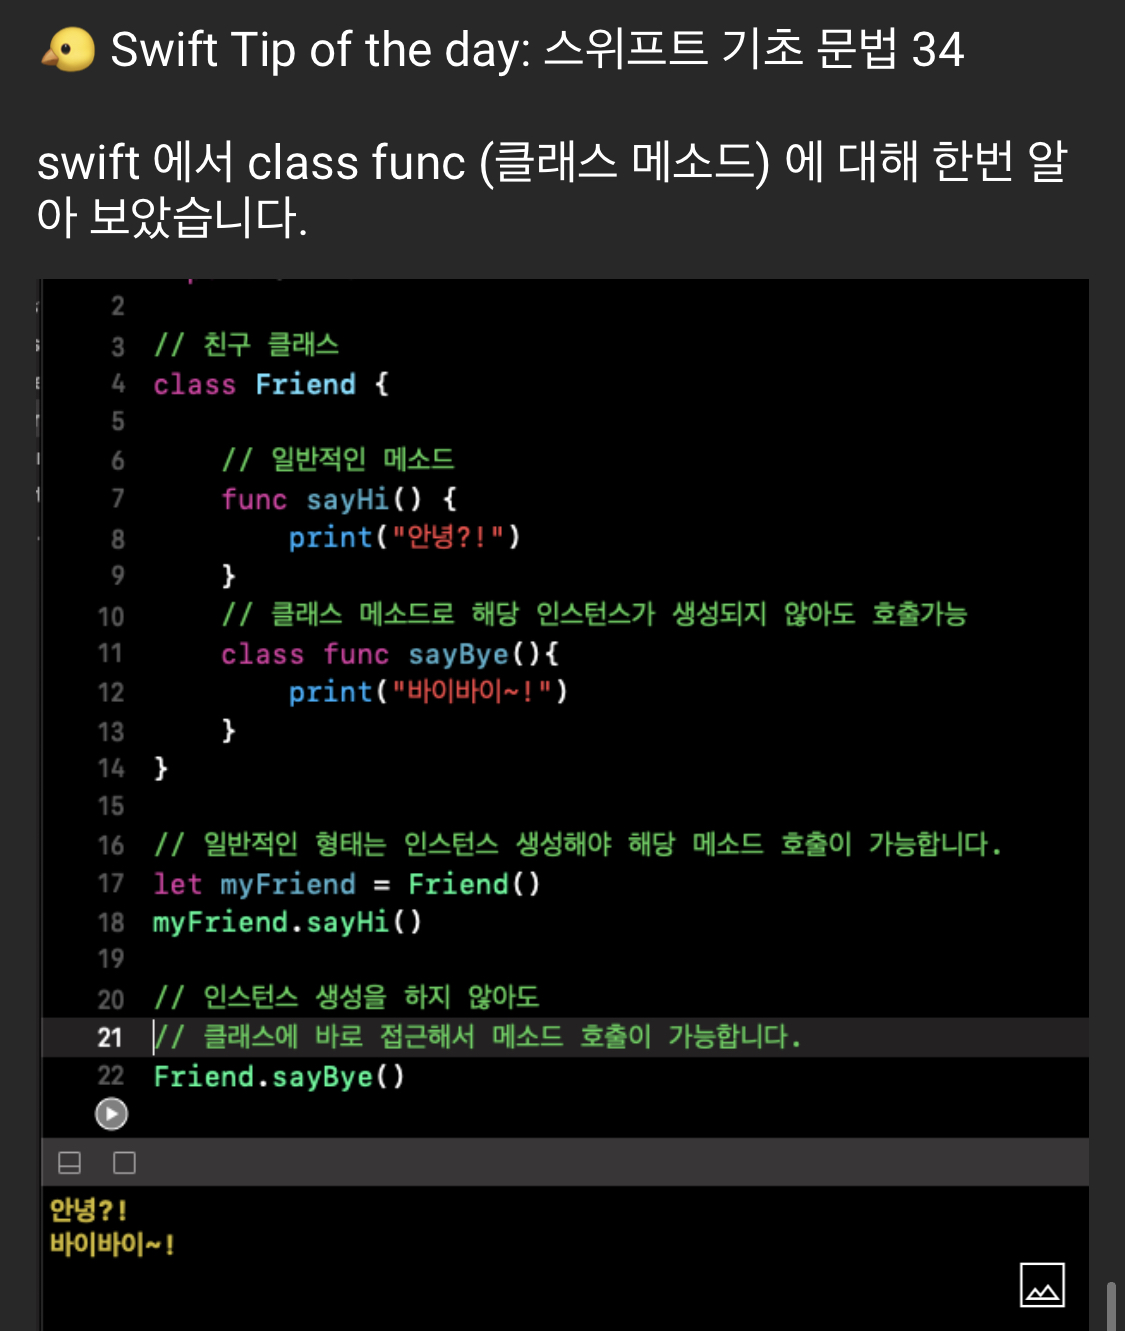 🐤 Swift Tip of the day: 스위프트 기초 문법 34
swift 에서 class func (클래스 메소드) 에 대해 한번 알
아 보았습니다.
2
3 // 친구 클래스
4 class Friend {
5
6 // 일반적인 메소드
7 func sayHi() {
8 print("안녕?!")
9 }
10 // 클래스 메소드로 해당 인스턴스가 생성되지 않아도 호출가능
11 class func sayBye(){
12 print("바이바이~!")
13 }
14 }
15
16 // 일반적인 형태는 인스턴스 생성해야 해당 메소드 호출이 가능합니다.
17 let myFriend = Friend()
18 myFriend.sayHi()
19
20 // 인스턴스 생성을 하지 않아도
21 // 클래스에 바로 접근해서 메소드 호출이 가능합니다.
22 Friend.sayBye()
안녕?!
바이바이~!